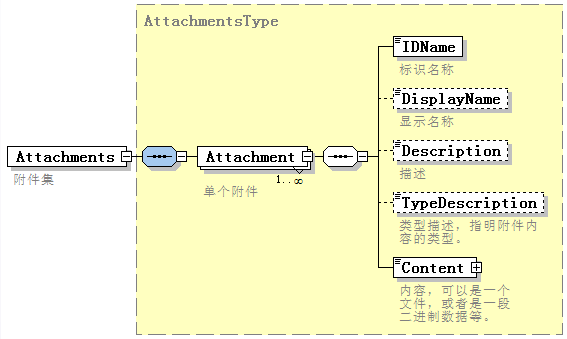 AttachmentsType
IDName
标识名称
DisplayName
显示名称
Description
描述
Attachments
附件集
Attachment
1..∞
单个附件
TypeDescription
类型描述，指明附件内
容的类型。
Content
内容，可以是一个
文件，或者是一段
二进制数据等。